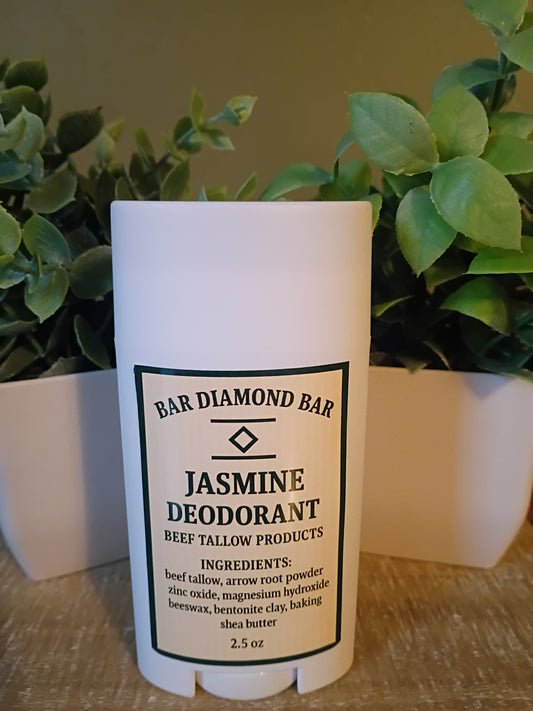 BAR DIAMOND BAR
JASMINE
DEODORANT
BEEF TALLOW PRODUCTS
INGREDIENTS:
beef tallow, arrow root powder
zinc oxide, magnesium hydroxide
beeswax, bentonite clay, baking
shea butter
2.5 oz